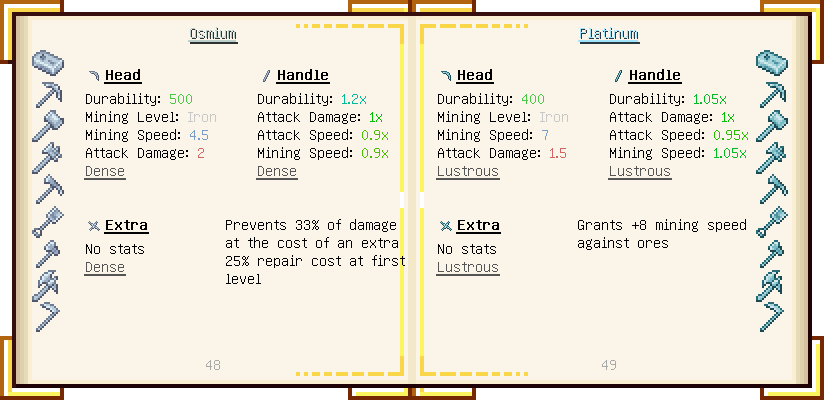 Osmium
Head
Durability: 500
Mining Level: Iron
Mining Speed: 4.5
Attack Damage: 2
Dense
Handle
Durability: 1.2x
Attack Damage: 1x
Attack Speed: 0.9x
Mining Speed: 0.9x
Dense
Extra
No stats
Dense
Prevents 33% of damage
at the cost of an extra
25% repair cost at first
level
48
Platinum
Head
Durability: 400
Mining Level: Iron
Mining Speed: 7
Attack Damage: 1.5
Lustrous
Handle
Durability: 1.05x
Attack Damage: 1x
Attack Speed: 0.95x
Mining Speed: 1.05x
Lustrous
Extra
No stats
Lustrous
Grants +8 mining speed
against ores
49